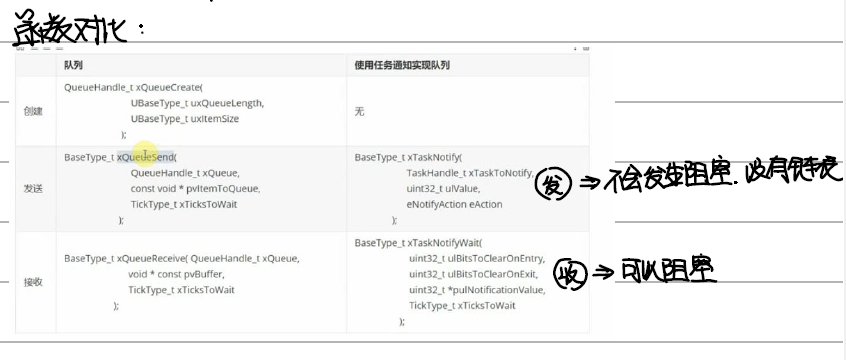 函数对比：
队列
使用任务通知实现队列
创建
QueueHandle_t xQueueCreate(
UBaseType_t uxQueueLength,
UBaseType_t uxItemSize
);
无
发送
BaseType_t xQueueSend(
QueueHandle_t xQueue,
const void * pvItemToQueue,
TickType_t xTicksToWait
);
BaseType_t xTaskNotify(
TaskHandle_t xTaskToNotify,
uint32_t ulValue,
eNotifyAction eAction
);
发 ⇒ 不会发生阻塞. 没有链表
接收
BaseType_t xQueueReceive( QueueHandle_t xQueue,
void * const pvBuffer,
TickType_t xTicksToWait
);
BaseType_t xTaskNotifyWait(
uint32_t ulBitsToClearOnEntry,
uint32_t ulBitsToClearOnExit,
uint32_t *pulNotificationValue,
TickType_t xTicksToWait
);
收 ⇒ 可以阻塞